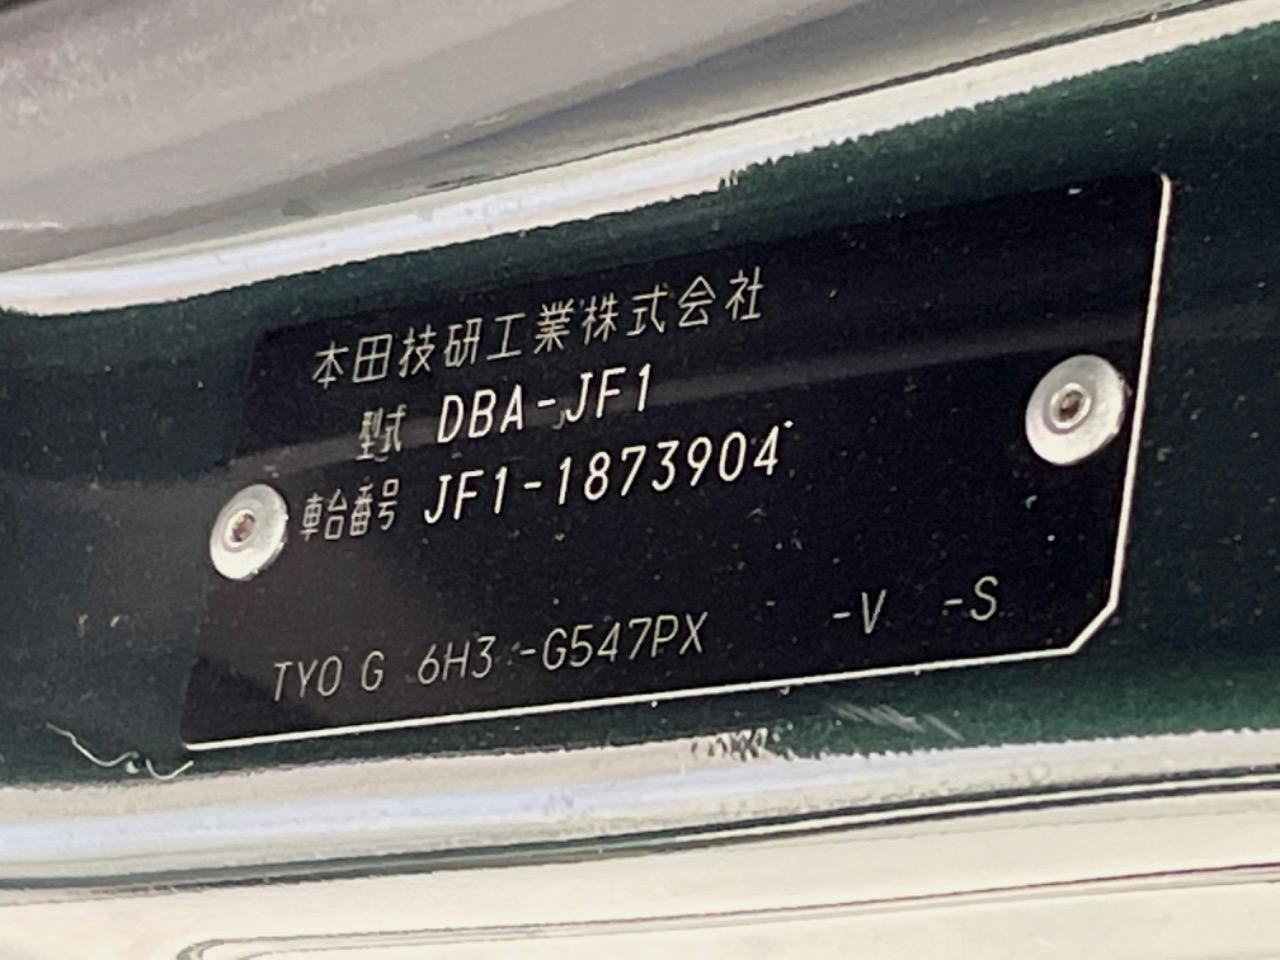 本田技研工業株式会社
型式 DBA-JF1
車台番号 JF1-1873904
TYO G 6H3 -G547PX -V -S